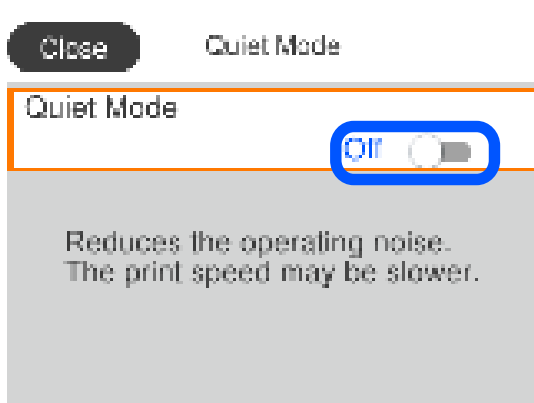 Close Quiet Mode
Quiet Mode
Off
Reduces the operating noise.
The print speed may be slower.